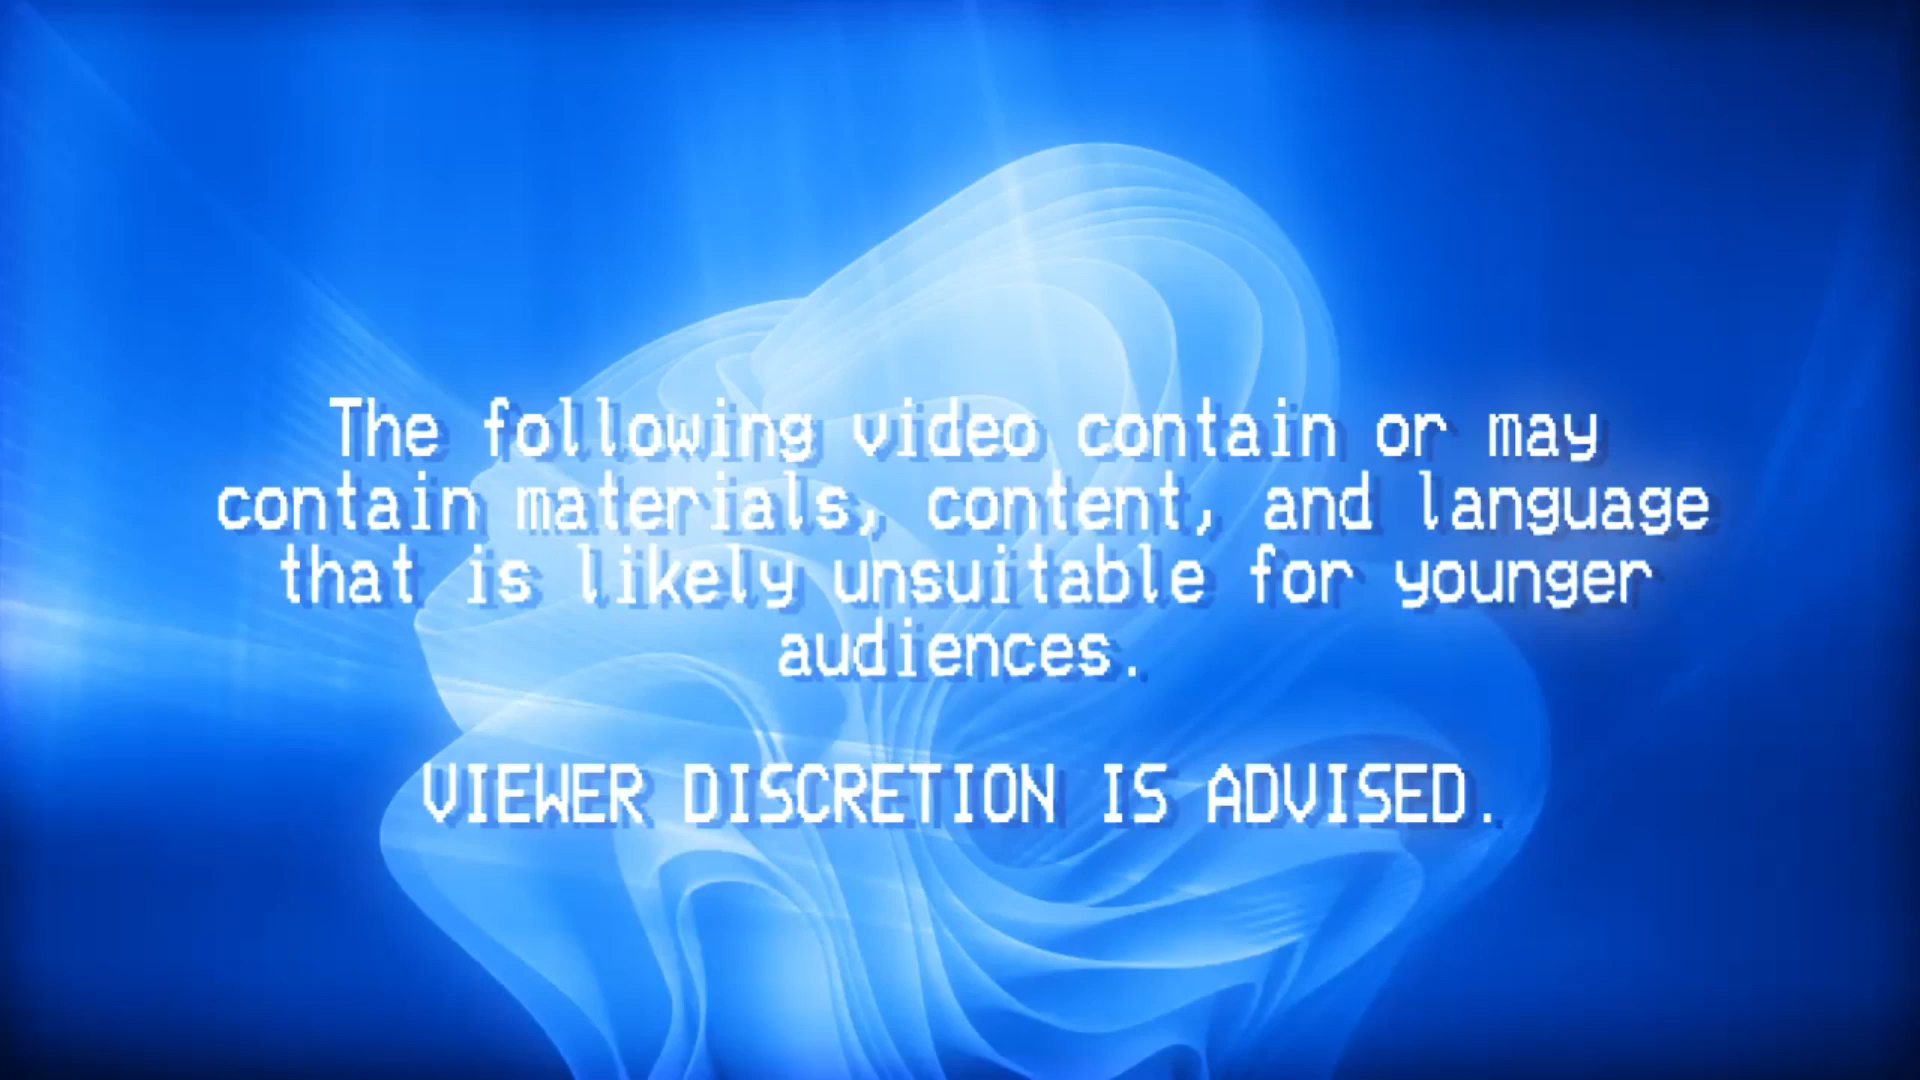 The following video contain or may
contain materials, content, and language
that is likely unsuitable for younger
audiences.
VIEWER DISCRETION IS ADVISED.